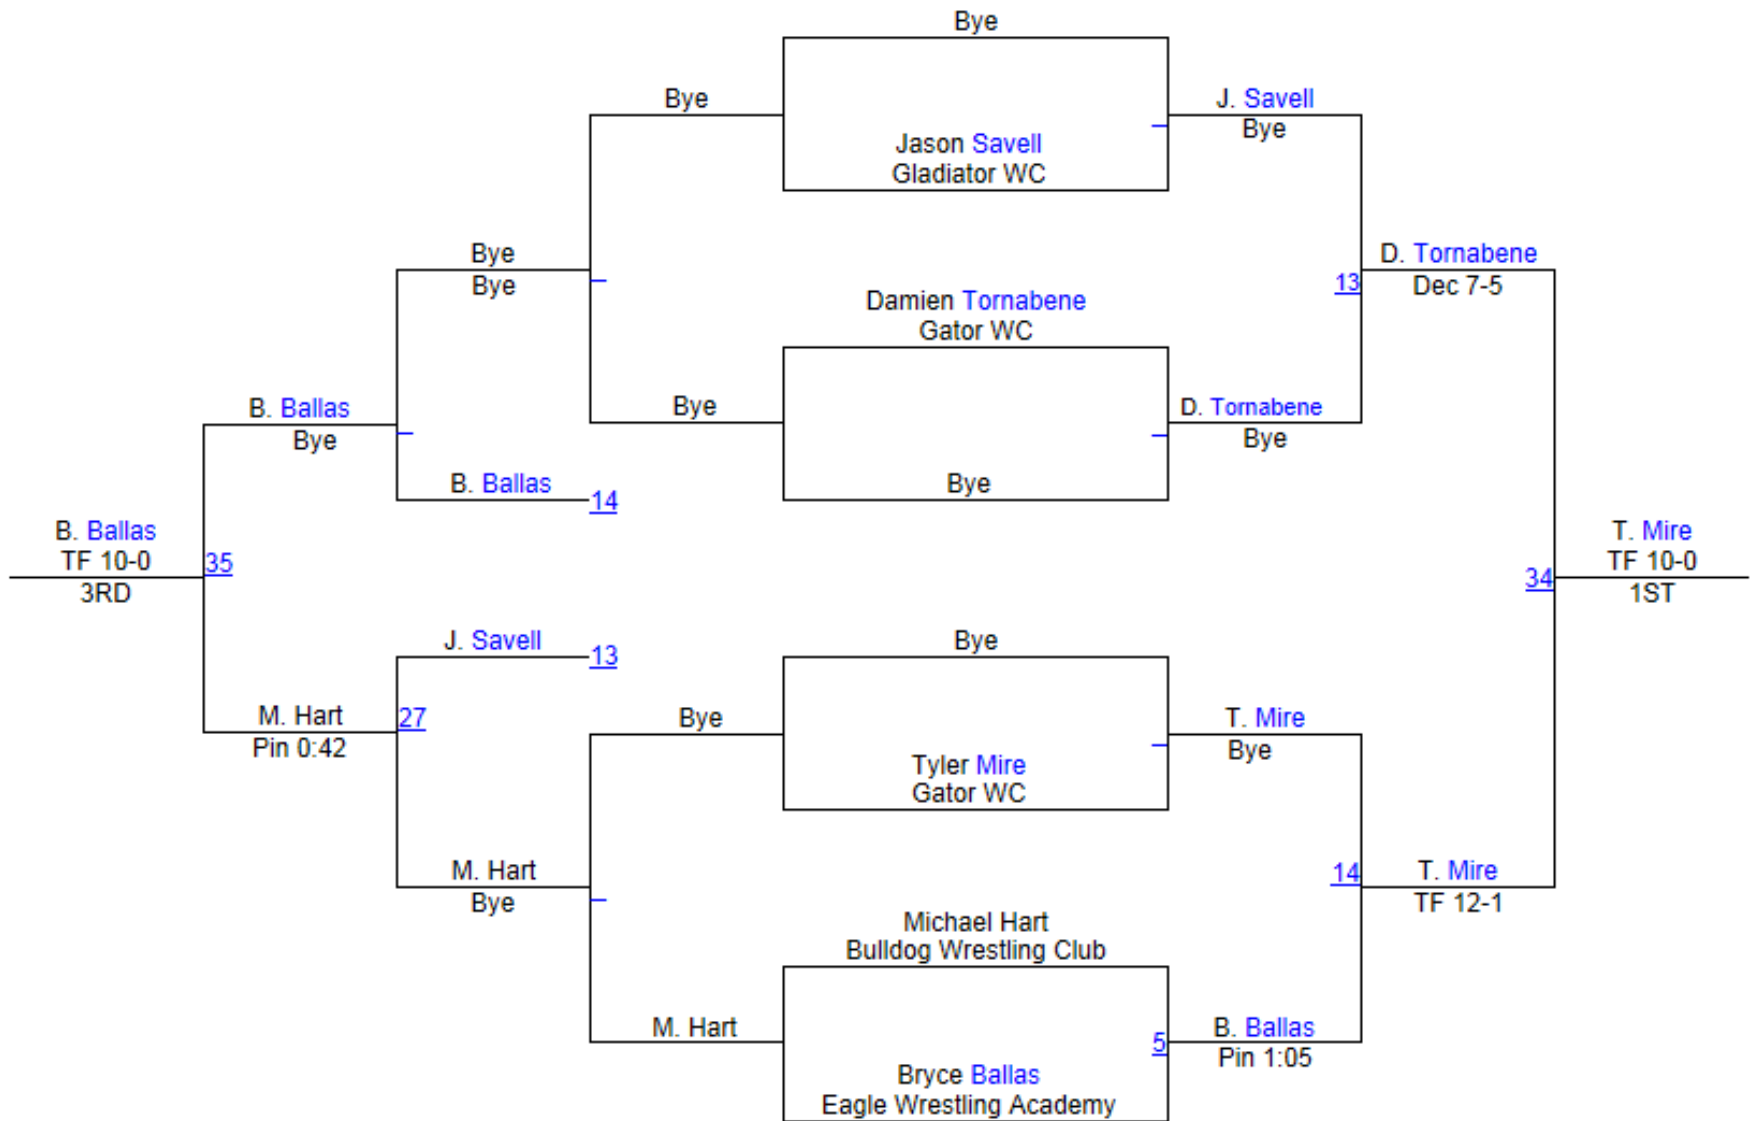 Bye
Bye
J. Savell
Bye
Jason Savell
Gladiator WC
Bye
Bye
D. Tornabene
Dec 7-5
13
Damien Tornabene
Gator WC
B. Ballas
Bye
Bye
D. Tornabene
Bye
B. Ballas
14
Bye
B. Ballas
TF 10-0
3RD
35
T. Mire
TF 10-0
1ST
34
J. Savell
13
Bye
M. Hart
Pin 0:42
27
Bye
T. Mire
Bye
Tyler Mire
Gator WC
M. Hart
Bye
14
T. Mire
TF 12-1
Michael Hart
Bulldog Wrestling Club
M. Hart
5
B. Ballas
Pin 1:05
Bryce Ballas
Eagle Wrestling Academy